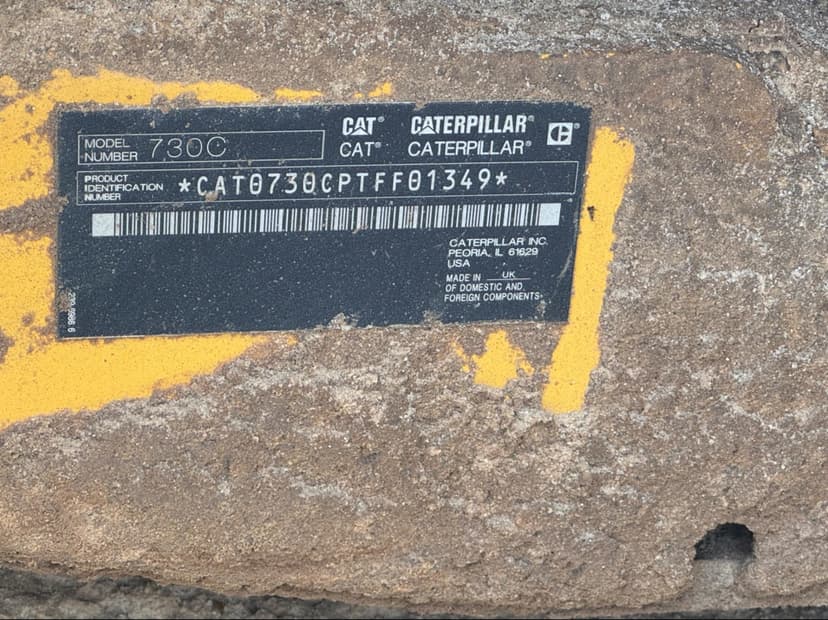 MODEL NUMBER 730C
CAT® CATERPILLAR®
CAT® CATERPILLAR®
PRODUCT IDENTIFICATION NUMBER *CAT0730CPTFF01349*
CATERPILLAR INC.
PEORIA, IL 61629
USA
MADE IN UK
OF DOMESTIC AND
FOREIGN COMPONENTS